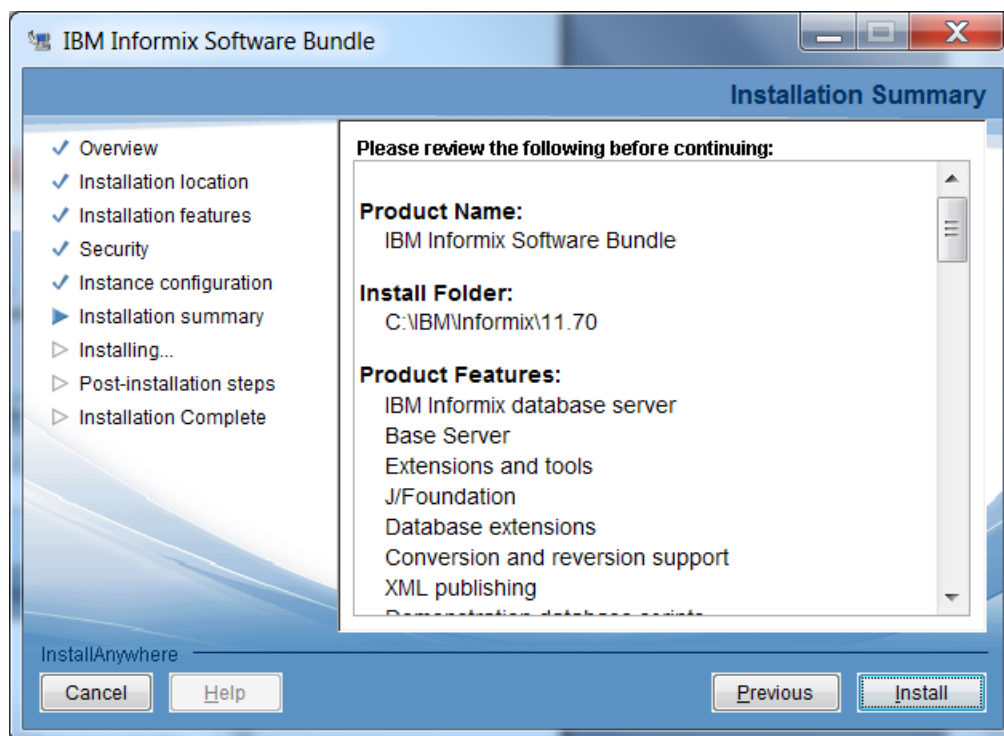 IBM Informix Software Bundle
Installation Summary
Overview
Installation location
Installation features
Security
Instance configuration
Installation summary
Installing...
Post-installation steps
Installation Complete
Please review the following before continuing:
Product Name:
IBM Informix Software Bundle
Install Folder:
C:\IBM\Informix\11.70
Product Features:
IBM Informix database server
Base Server
Extensions and tools
J/Foundation
Database extensions
Conversion and reversion support
XML publishing
Demonstration database scripts
InstallAnywhere
Cancel
Help
Previous
Install